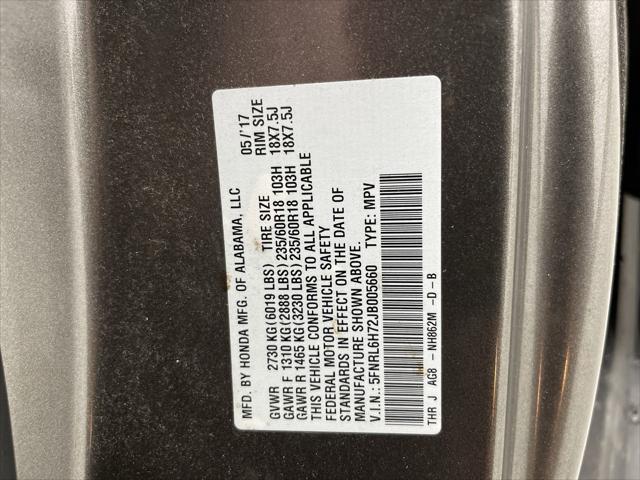 MFD. BY HONDA MFG. OF ALABAMA, LLC 05/'17
TIRE SIZE RIM SIZE
GVWR 2730 KG(6019 LBS)
GAWR F 1310 KG(2888 LBS) 235/60R18 103H 18X7.5J
GAWR R 1465 KG(3230 LBS) 235/60R18 103H 18X7.5J
THIS VEHICLE CONFORMS TO ALL APPLICABLE
FEDERAL MOTOR VEHICLE SAFETY
STANDARDS IN EFFECT ON THE DATE OF
MANUFACTURE SHOWN ABOVE.
V.I.N.: 5FNRL6H72JB005660 TYPE: MPV
THR J AG8 - NH862M -D-B